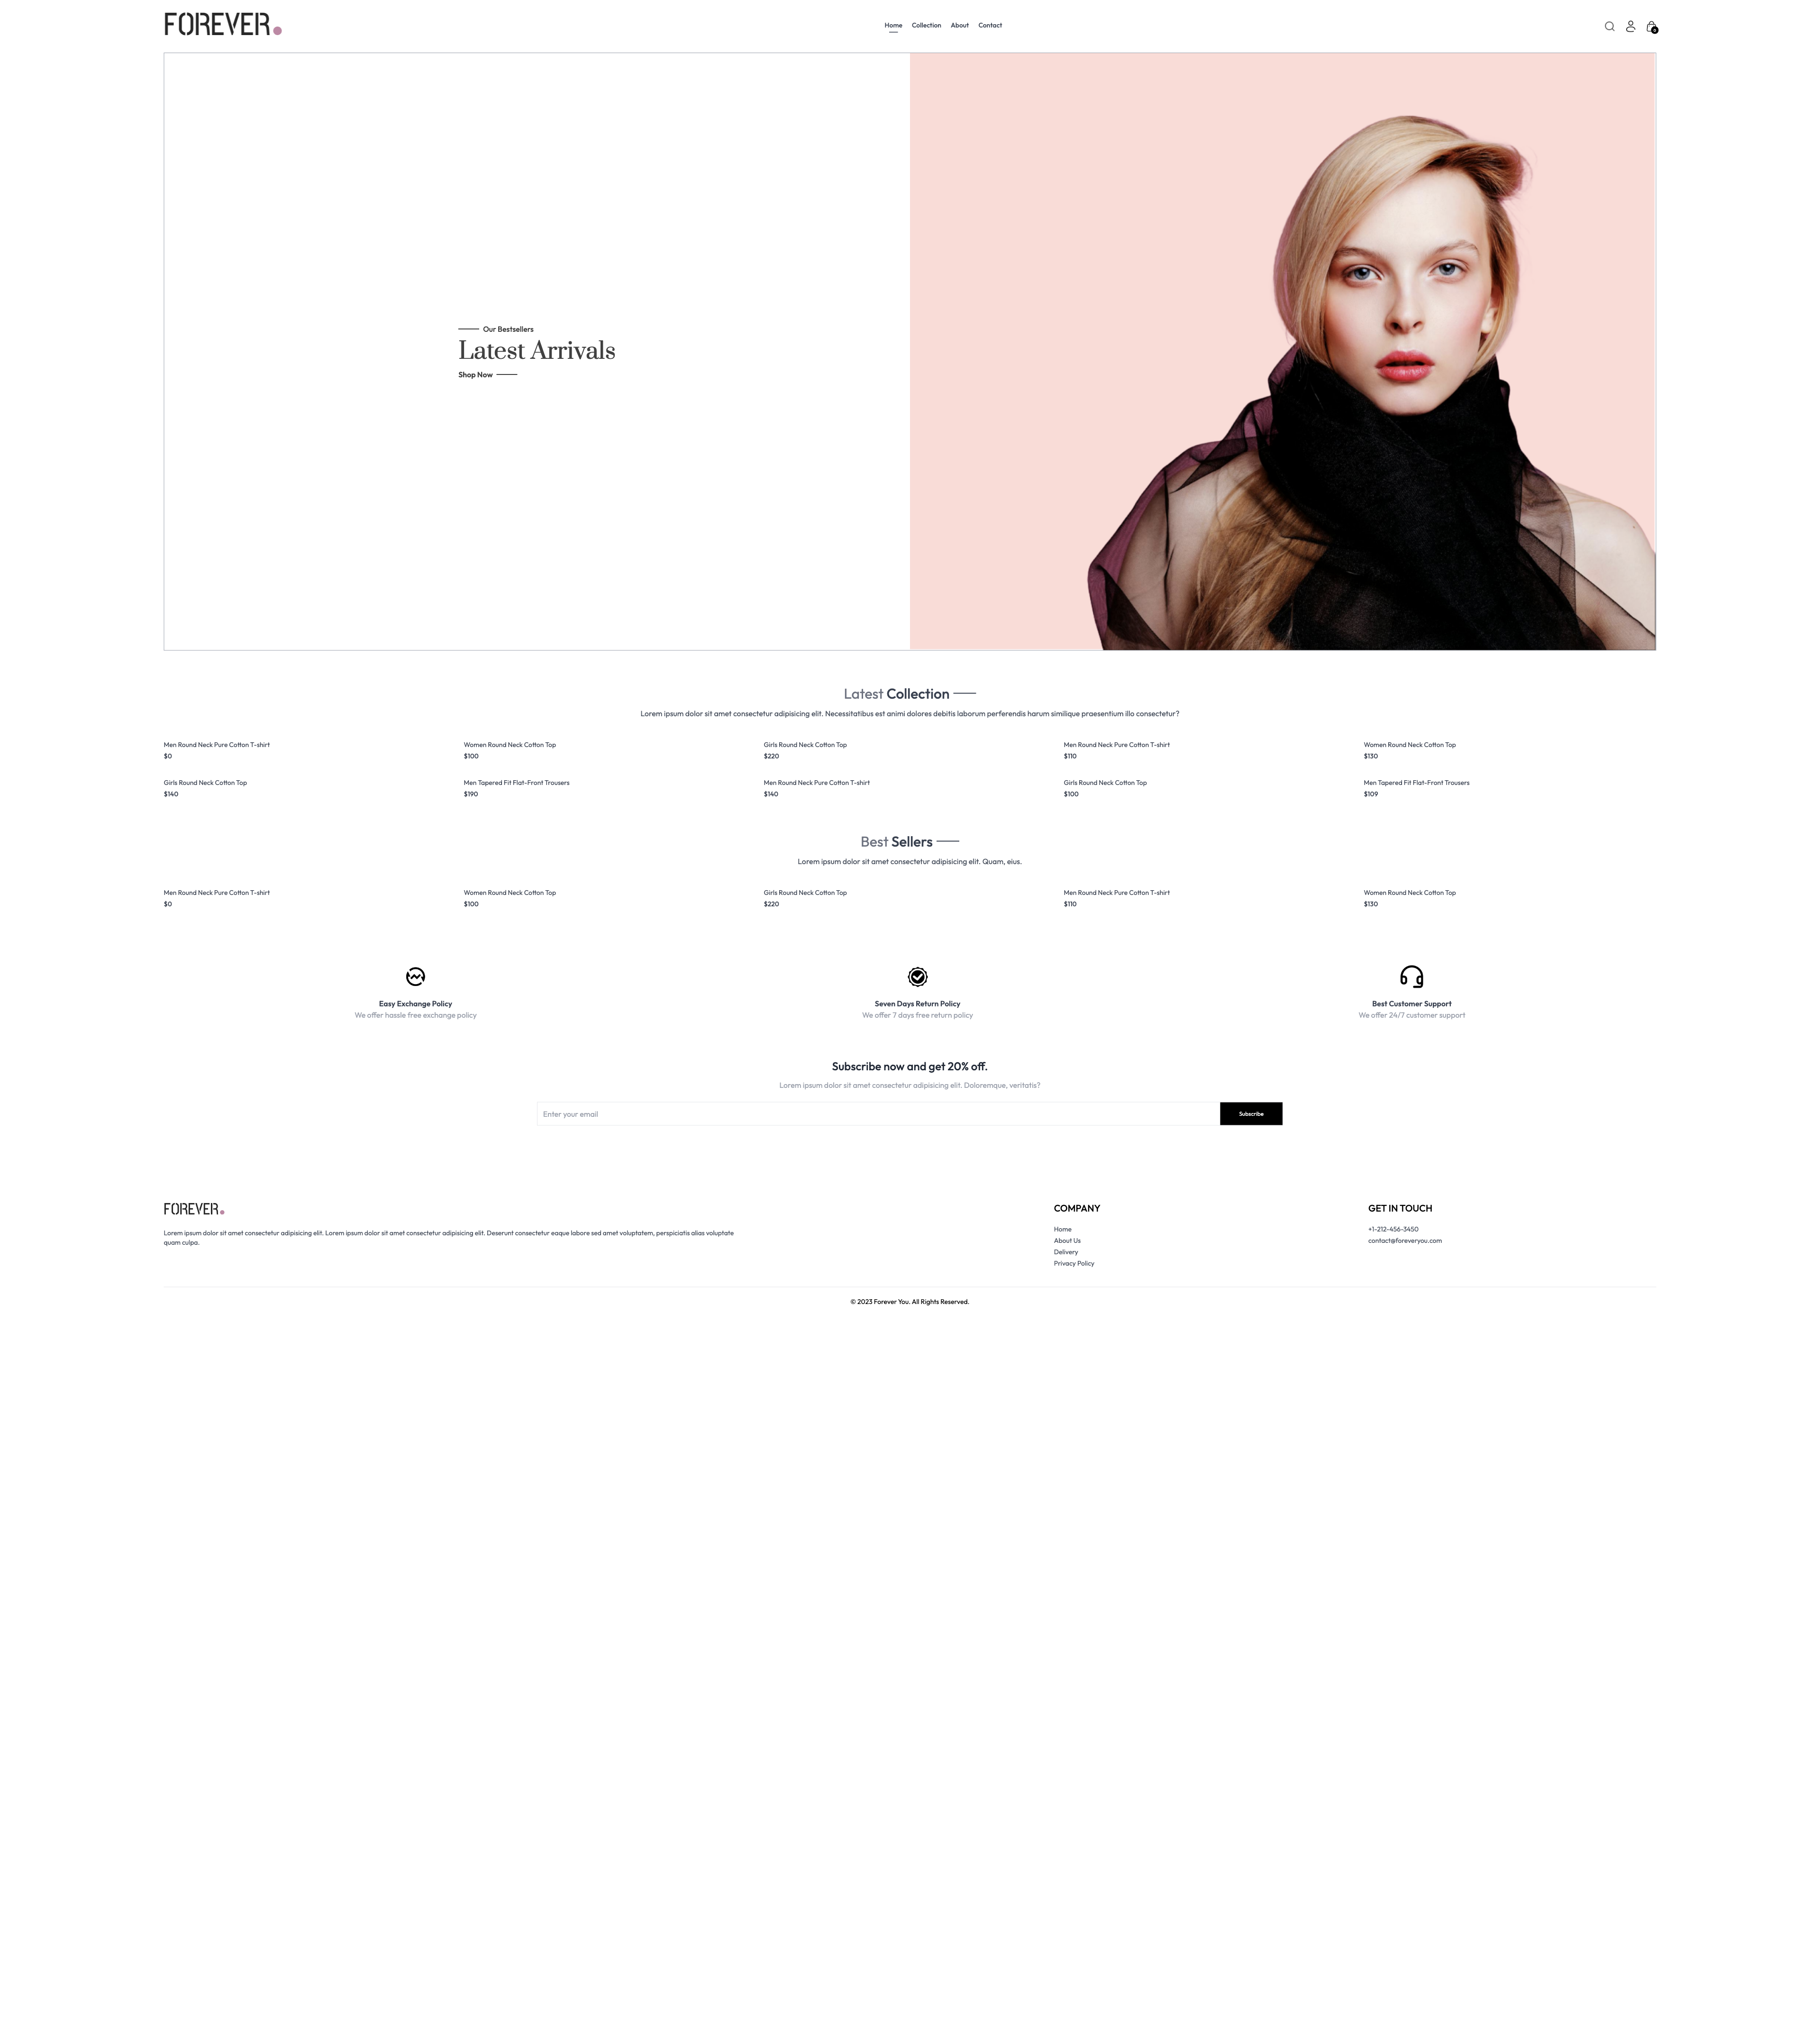 FOREVER.
Home Collection About Contact
0
Our Bestsellers
Latest Arrivals
Shop Now
Latest Collection
Lorem ipsum dolor sit amet consectetur adipisicing elit. Necessitatibus est animi dolores debitis laborum perferendis harum similique praesentium illo consectetur?
Men Round Neck Pure Cotton T-shirt
$0
Women Round Neck Cotton Top
$100
Girls Round Neck Cotton Top
$220
Men Round Neck Pure Cotton T-shirt
$110
Women Round Neck Cotton Top
$130
Girls Round Neck Cotton Top
$140
Men Tapered Fit Flat-Front Trousers
$190
Men Round Neck Pure Cotton T-shirt
$140
Girls Round Neck Cotton Top
$100
Men Tapered Fit Flat-Front Trousers
$109
Best Sellers
Lorem ipsum dolor sit amet consectetur adipisicing elit. Quam, eius.
Men Round Neck Pure Cotton T-shirt
$0
Women Round Neck Cotton Top
$100
Girls Round Neck Cotton Top
$220
Men Round Neck Pure Cotton T-shirt
$110
Women Round Neck Cotton Top
$130
Easy Exchange Policy
We offer hassle free exchange policy
Seven Days Return Policy
We offer 7 days free return policy
Best Customer Support
We offer 24/7 customer support
Subscribe now and get 20% off.
Lorem ipsum dolor sit amet consectetur adipisicing elit. Doloremque, veritatis?
Enter your email
Subscribe
FOREVER.
Lorem ipsum dolor sit amet consectetur adipisicing elit. Lorem ipsum dolor sit amet consectetur adipisicing elit. Deserunt consectetur eaque labore sed amet voluptatem, perspiciatis alias voluptate
quam culpa.
COMPANY
Home
About Us
Delivery
Privacy Policy
GET IN TOUCH
+1-212-456-3450
contact@foreveryou.com
© 2023 Forever You. All Rights Reserved.